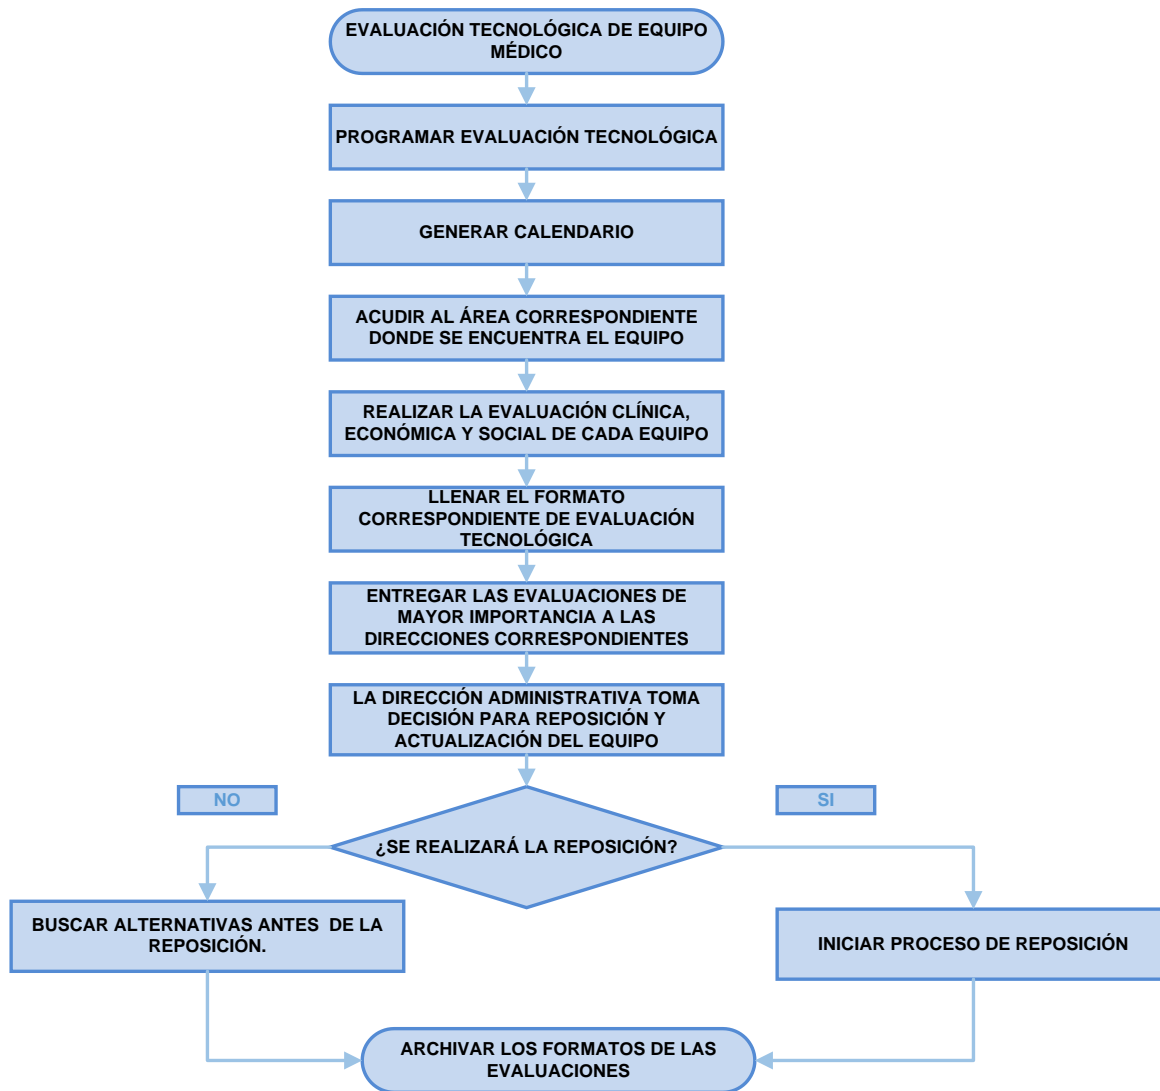 EVALUACIÓN TECNOLÓGICA DE EQUIPO
MÉDICO
PROGRAMAR EVALUACIÓN TECNOLÓGICA
GENERAR CALENDARIO
ACUDIR AL ÁREA CORRESPONDIENTE
DONDE SE ENCUENTRA EL EQUIPO
REALIZAR LA EVALUACIÓN CLÍNICA,
ECONÓMICA Y SOCIAL DE CADA EQUIPO
LLENAR EL FORMATO
CORRESPONDIENTE DE EVALUACIÓN
TECNOLÓGICA
ENTREGAR LAS EVALUACIONES DE
MAYOR IMPORTANCIA A LAS
DIRECCIONES CORRESPONDIENTES
LA DIRECCIÓN ADMINISTRATIVA TOMA
DECISIÓN PARA REPOSICIÓN Y
ACTUALIZACIÓN DEL EQUIPO
NO
SI
¿SE REALIZARÁ LA REPOSICIÓN?
BUSCAR ALTERNATIVAS ANTES DE LA
REPOSICIÓN.
INICIAR PROCESO DE REPOSICIÓN
ARCHIVAR LOS FORMATOS DE LAS
EVALUACIONES